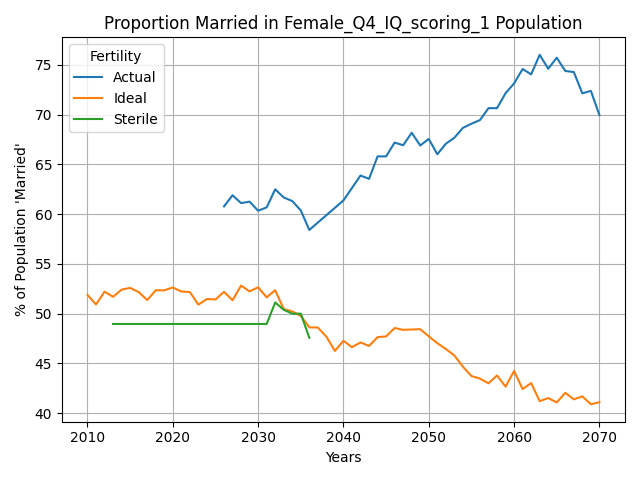 Proportion Married in Female_Q4_IQ_scoring_1 Population
% of Population 'Married'
75
70
65
60
55
50
45
40
Fertility
Actual
Ideal
Sterile
2010 2020 2030 2040 2050 2060 2070
Years